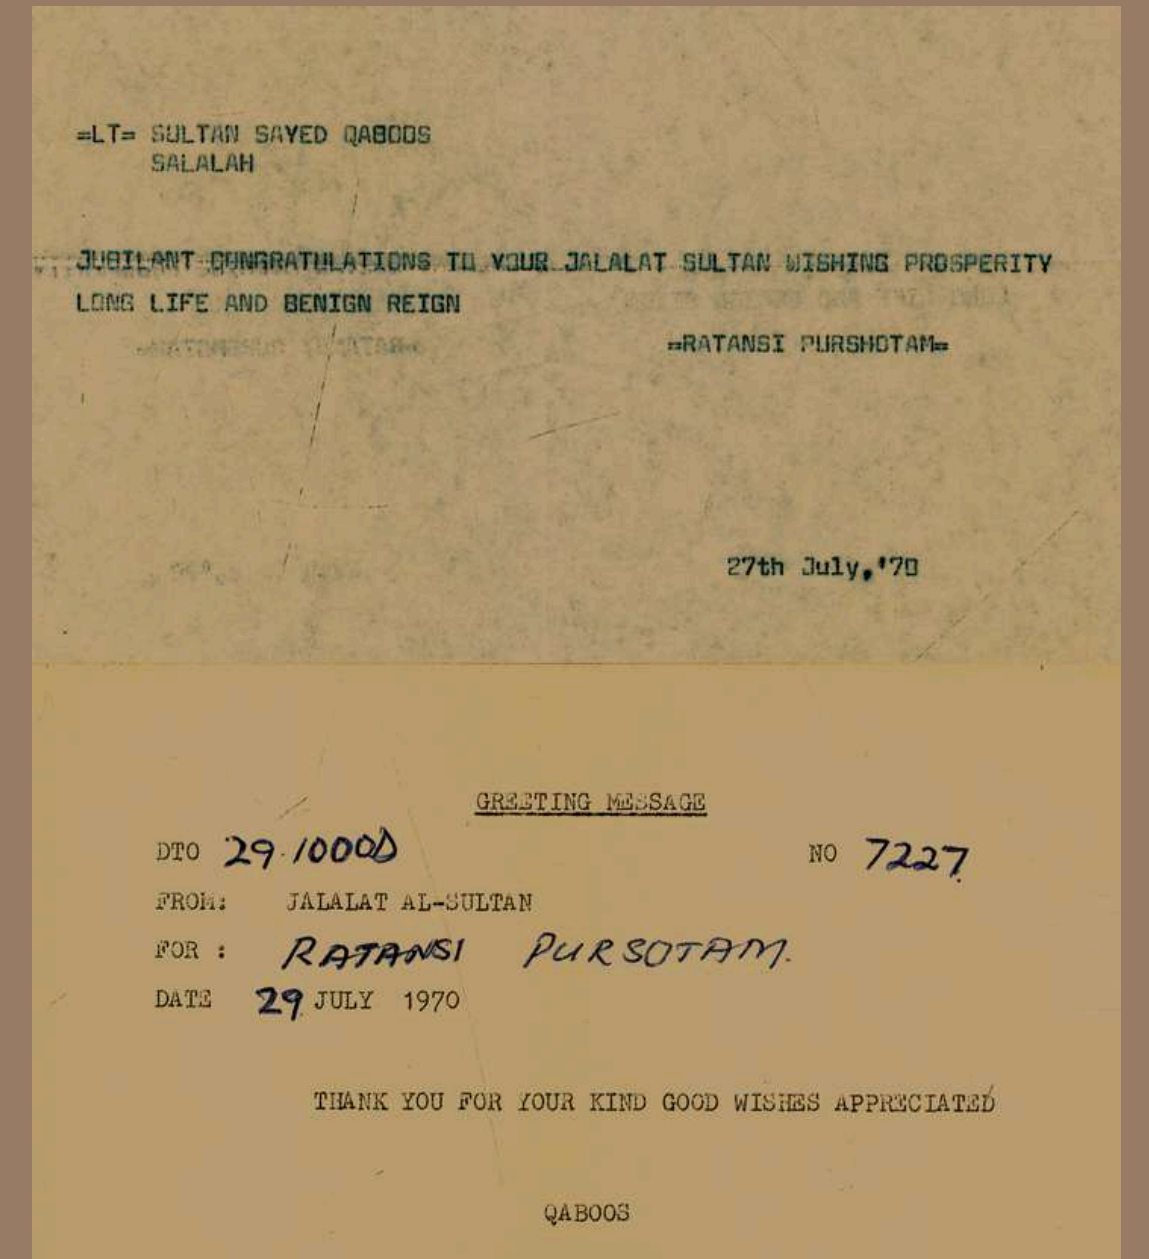 =LT= SULTAN SAYED QABOOS
SALALAH
JUBILANT CONGRATULATIONS TO YOUR JALALAT SULTAN WISHING PROSPERITY
LONG LIFE AND BENIGN REIGN
=RATANSI PURSHOTAM=
27th July,'70
GREETING MESSAGE
DTO 29.1000D NO 7227
FROM: JALALAT AL-SULTAN
FOR : RATANSI PURSOTAM.
DATE 29 JULY 1970
THANK YOU FOR YOUR KIND GOOD WISHES APPRECIATED
QABOOS